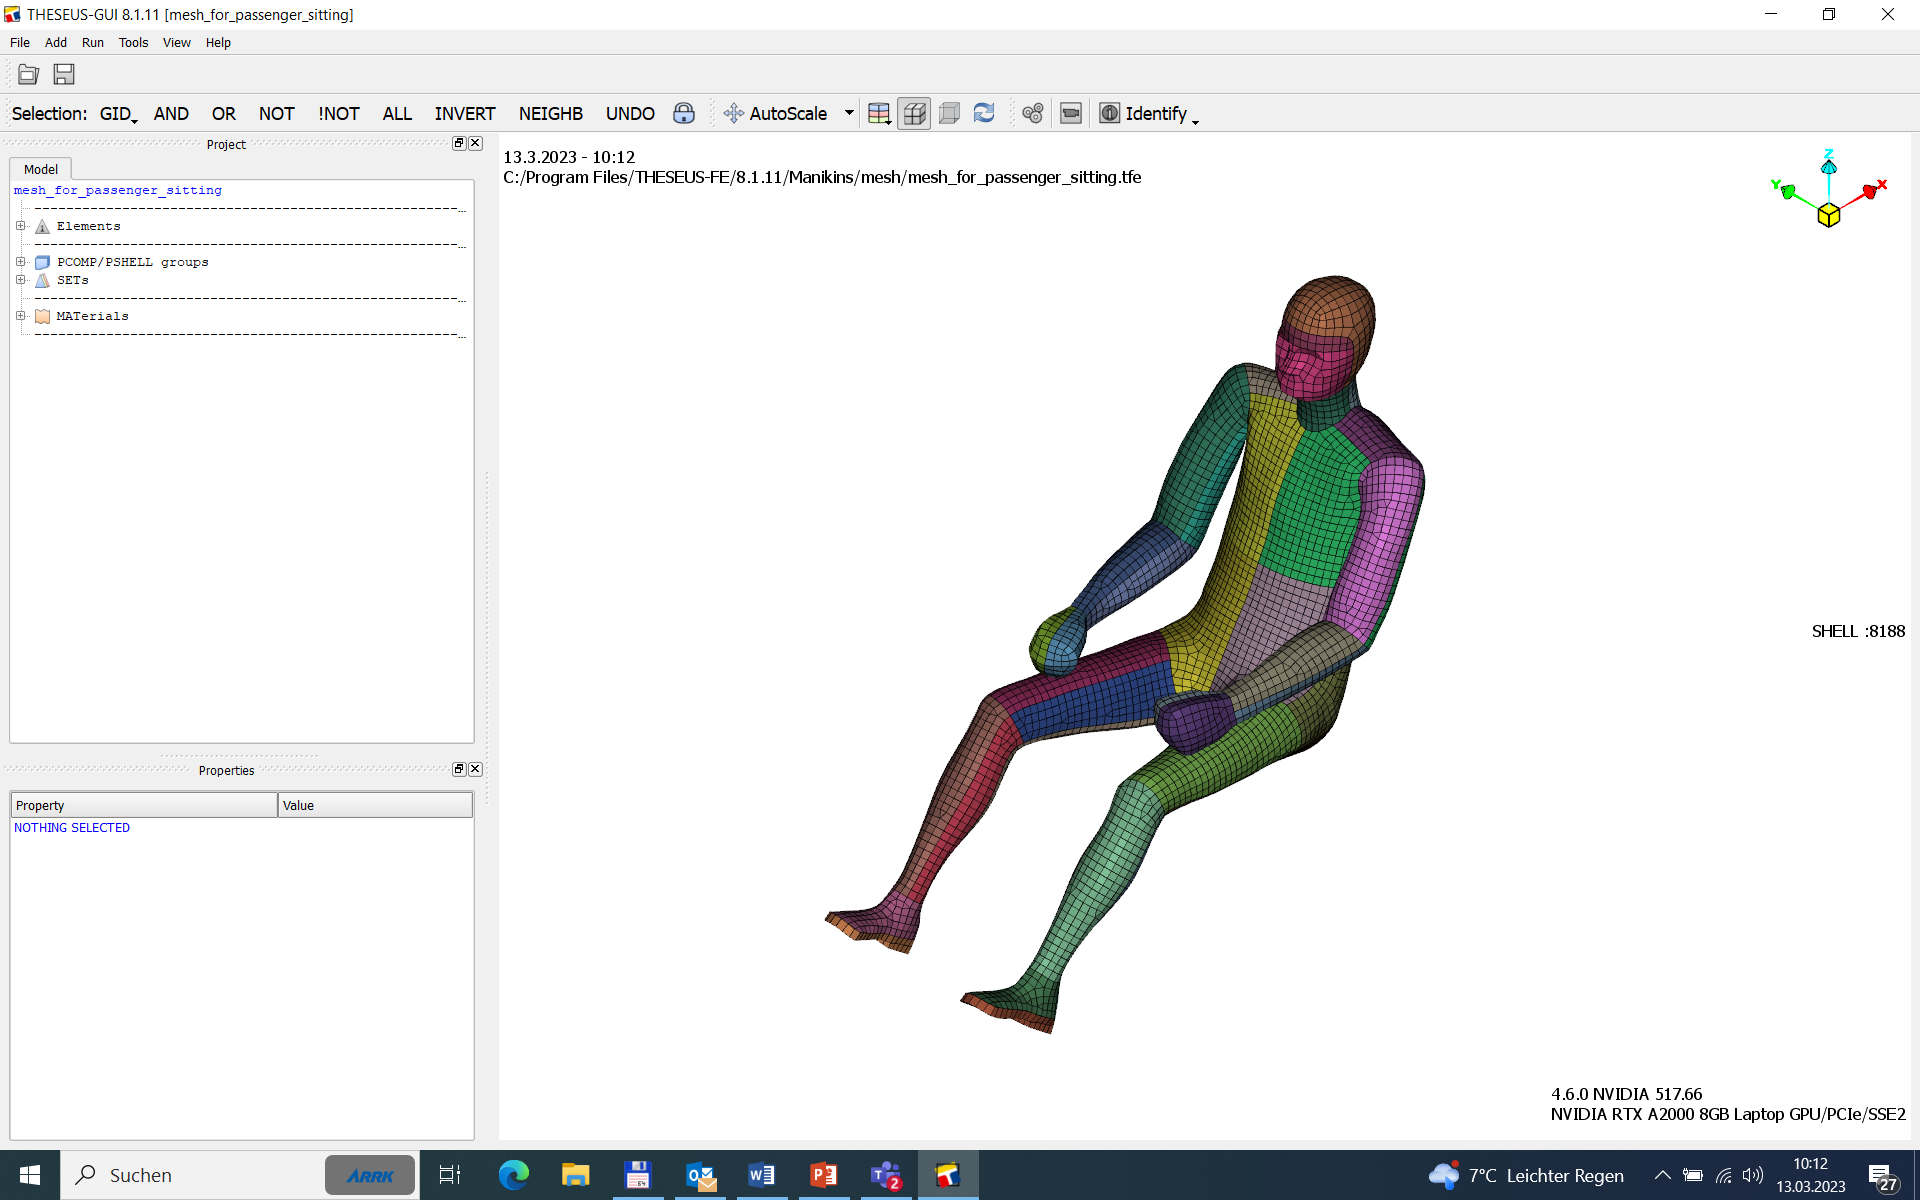 THESEUS-GUI 8.1.11 [mesh_for_passenger_sitting]
File Add Run Tools View Help
Selection: GID AND OR NOT !NOT ALL INVERT NEIGHB UNDO AutoScale Identify
Project
Model
mesh_for_passenger_sitting
Elements
PCOMP/PSHELL groups
SETs
MATerials
Properties
Property Value
NOTHING SELECTED
13.3.2023 - 10:12
C:/Program Files/THESEUS-FE/8.1.11/Manikins/mesh/mesh_for_passenger_sitting.tfe
Z
Y X
SHELL :8188
4.6.0 NVIDIA 517.66
NVIDIA RTX A2000 8GB Laptop GPU/PCIe/SSE2
Suchen ARRK 64 2 7°C Leichter Regen 10:12
13.03.2023 27